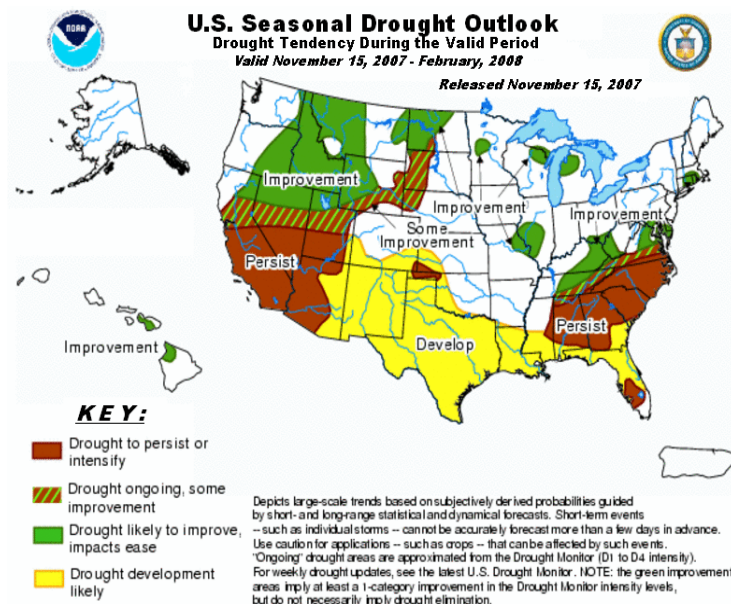 U.S. Seasonal Drought Outlook
Drought Tendency During the Valid Period
Valid November 15, 2007 - February, 2008
Released November 15, 2007
NOAA
Improvement
Improvement
Improvement
Some
Improvement
Persist
Persist
Develop
Improvement
KEY:
Drought to persist or
intensify
Drought ongoing, some
improvement
Drought likely to improve,
impacts ease
Drought development
likely
Depicts large-scale trends based on subjectively derived probabilities guided
by short- and long-range statistical and dynamical forecasts. Short-term events
-- such as individual storms -- cannot be accurately forecast more than a few days in advance.
Use caution for applications -- such as crops -- that can be affected by such events.
"Ongoing" drought areas are approximated from the Drought Monitor (D1 to D4 intensity).
For weekly drought updates, see the latest U.S. Drought Monitor. NOTE: the green improvement
areas imply at least a 1-category improvement in the Drought Monitor intensity levels,
but do not necessarily imply drought elimination.